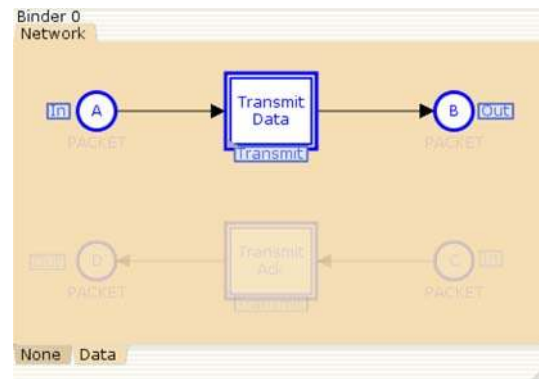 Binder 0
Network
In
A
Transmit
Data
B
Out
PACKET
Transmit
PACKET
D
Transmit
Ack
C
In
PACKET
PACKET
None
Data